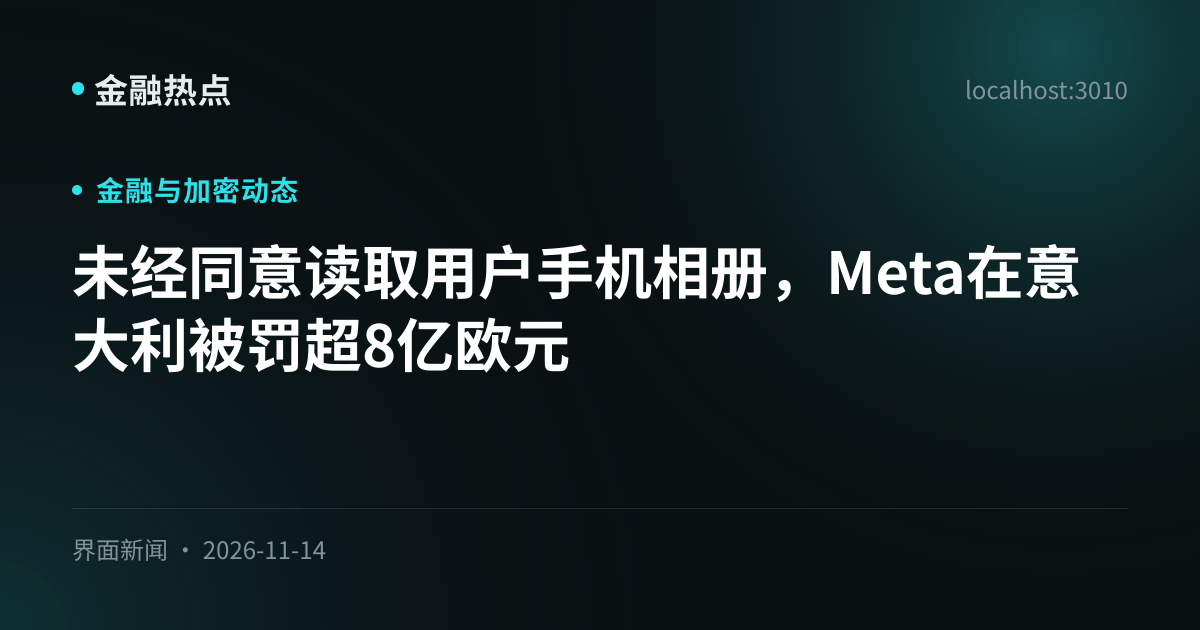 金融热点
localhost:3010
金融与加密动态
未经同意读取用户手机相册，Meta在意
大利被罚超8亿欧元
界面新闻 • 2026-11-14